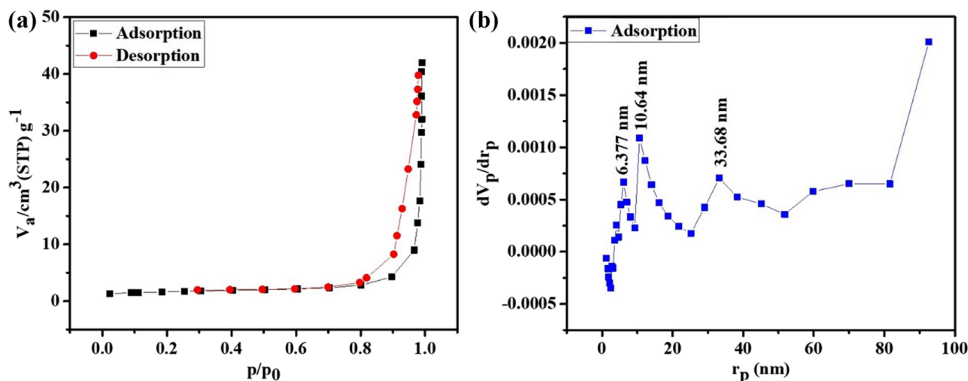 (a)
Adsorption
Desorption
50
40
30
20
10
0
Va/cm3(STP) g-1
0.0 0.2 0.4 0.6 0.8 1.0
p/p0
(b)
Adsorption
0.0020
0.0015
0.0010
0.0005
0.0000
-0.0005
dVp/drp
6.377 nm
10.64 nm
33.68 nm
0 20 40 60 80 100
rp (nm)